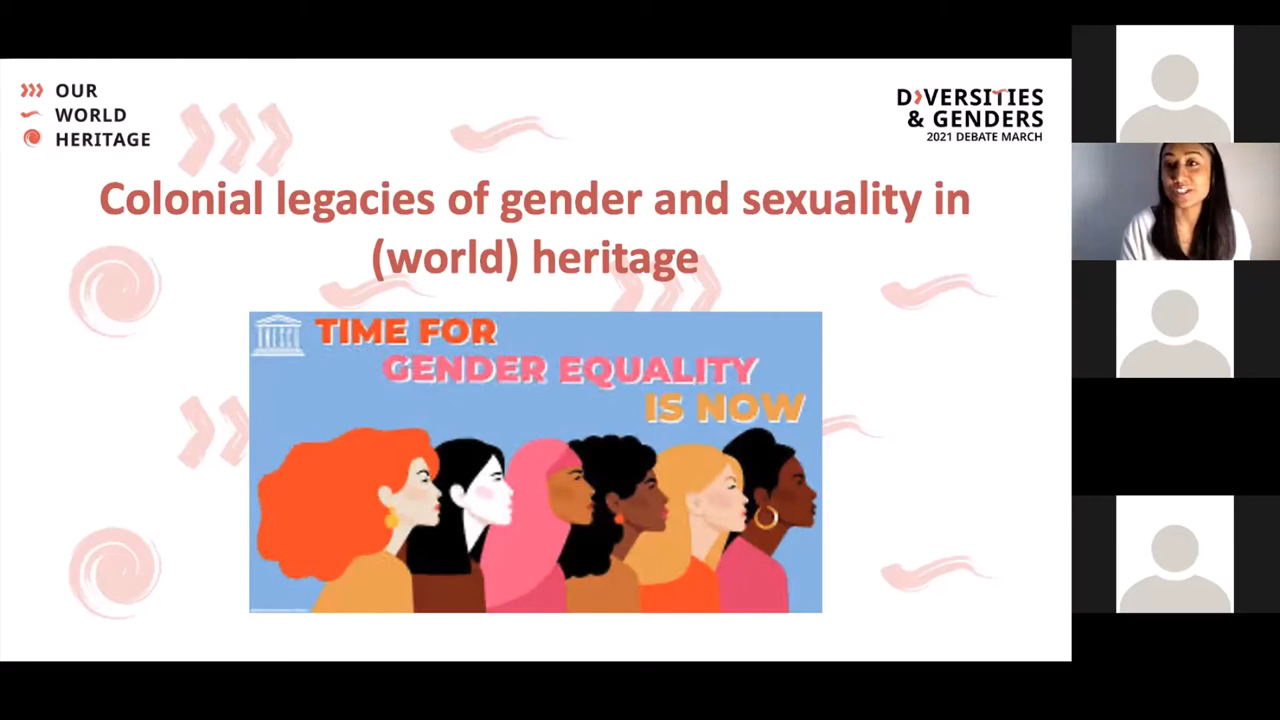 OUR
WORLD
HERITAGE
DIVERSITIES
& GENDERS
2021 DEBATE MARCH
Colonial legacies of gender and sexuality in
(world) heritage
UNESCO
TIME FOR
GENDER EQUALITY
IS NOW